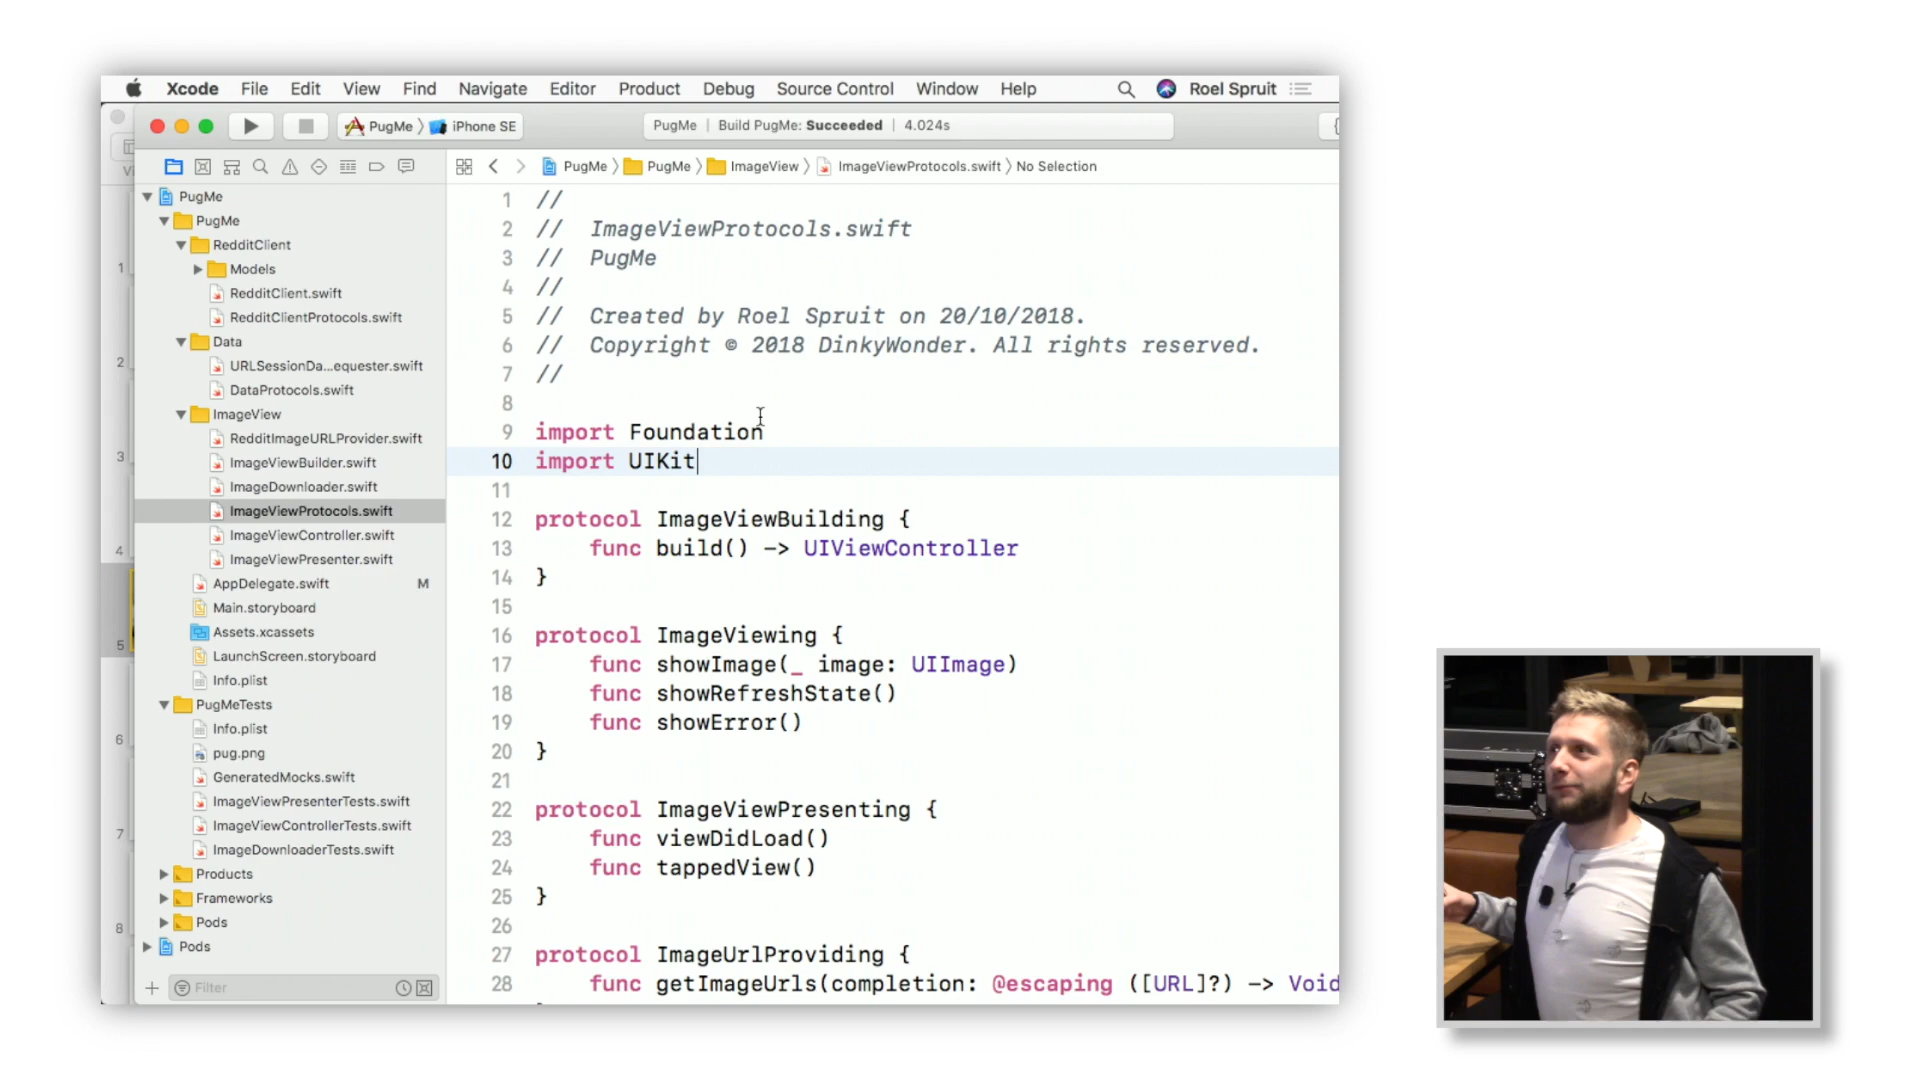 Xcode File Edit View Find Navigate Editor Product Debug Source Control Window Help Roel Spruit
PugMe iPhone SE PugMe | Build PugMe: Succeeded | 4.024s
PugMe PugMe ImageView ImageViewProtocols.swift No Selection
PugMe
PugMe
RedditClient
Models
RedditClient.swift
RedditClientProtocols.swift
Data
URLSessionDa...equester.swift
DataProtocols.swift
ImageView
RedditImageURLProvider.swift
ImageViewBuilder.swift
ImageDownloader.swift
ImageViewProtocols.swift
ImageViewController.swift
ImageViewPresenter.swift
AppDelegate.swift M
Main.storyboard
Assets.xcassets
LaunchScreen.storyboard
Info.plist
PugMeTests
Info.plist
pug.png
GeneratedMocks.swift
ImageViewPresenterTests.swift
ImageViewControllerTests.swift
ImageDownloaderTests.swift
Products
Frameworks
Pods
Pods
Filter
1
2
3
4
5
6
7
8
1 //
2 // ImageViewProtocols.swift
3 // PugMe
4 //
5 // Created by Roel Spruit on 20/10/2018.
6 // Copyright © 2018 DinkyWonder. All rights reserved.
7 //
8
9 import Foundation
10 import UIKit
11
12 protocol ImageViewBuilding {
13 func build() -> UIViewController
14 }
15
16 protocol ImageViewing {
17 func showImage(_ image: UIImage)
18 func showRefreshState()
19 func showError()
20 }
21
22 protocol ImageViewPresenting {
23 func viewDidLoad()
24 func tappedView()
25 }
26
27 protocol ImageUrlProviding {
28 func getImageUrls(completion: @escaping ([URL]?) -> Void